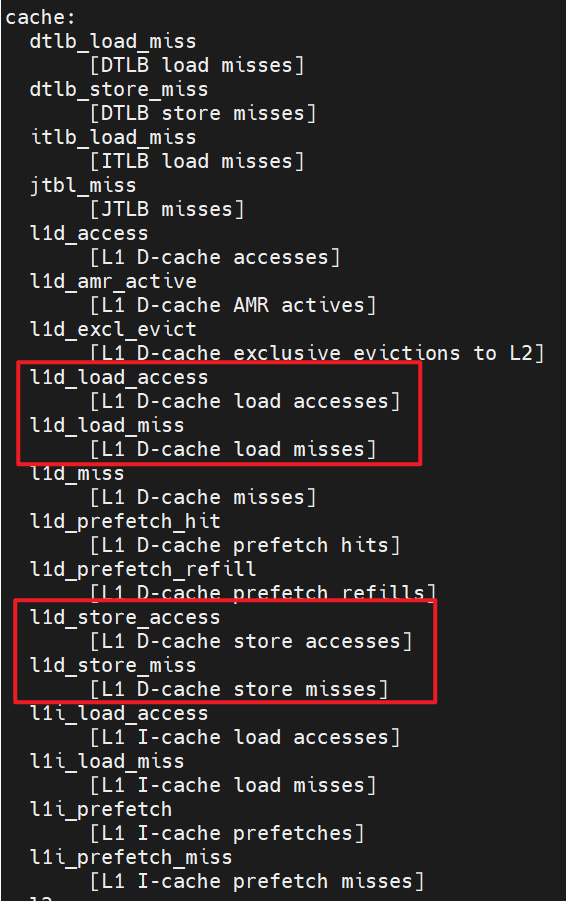 cache:
dtlb_load_miss
[DTLB load misses]
dtlb_store_miss
[DTLB store misses]
itlb_load_miss
[ITLB load misses]
jtbl_miss
[JTLB misses]
l1d_access
[L1 D-cache accesses]
l1d_amr_active
[L1 D-cache AMR actives]
l1d_excl_evict
[L1 D-cache exclusive evictions to L2]
l1d_load_access
[L1 D-cache load accesses]
l1d_load_miss
[L1 D-cache load misses]
l1d_miss
[L1 D-cache misses]
l1d_prefetch_hit
[L1 D-cache prefetch hits]
l1d_prefetch_refill
[L1 D-cache prefetch refills]
l1d_store_access
[L1 D-cache store accesses]
l1d_store_miss
[L1 D-cache store misses]
l1i_load_access
[L1 I-cache load accesses]
l1i_load_miss
[L1 I-cache load misses]
l1i_prefetch
[L1 I-cache prefetches]
l1i_prefetch_miss
[L1 I-cache prefetch misses]